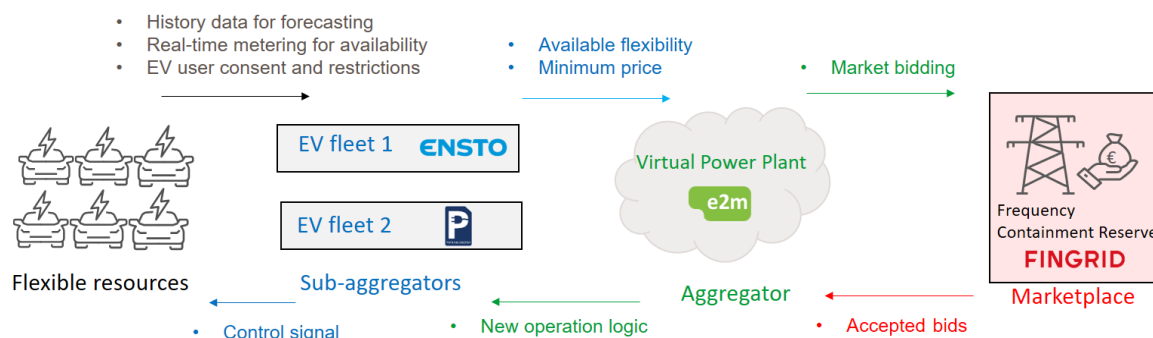 • History data for forecasting
• Real-time metering for availability
• EV user consent and restrictions
• Available flexibility
• Minimum price
• Market bidding
EV fleet 1 ENSTO
EV fleet 2 P
Virtual Power Plant
e2m
€
Frequency
Containment Reserve
FINGRID
Flexible resources
Sub-aggregators
Aggregator
Marketplace
• Control signal
• New operation logic
• Accepted bids